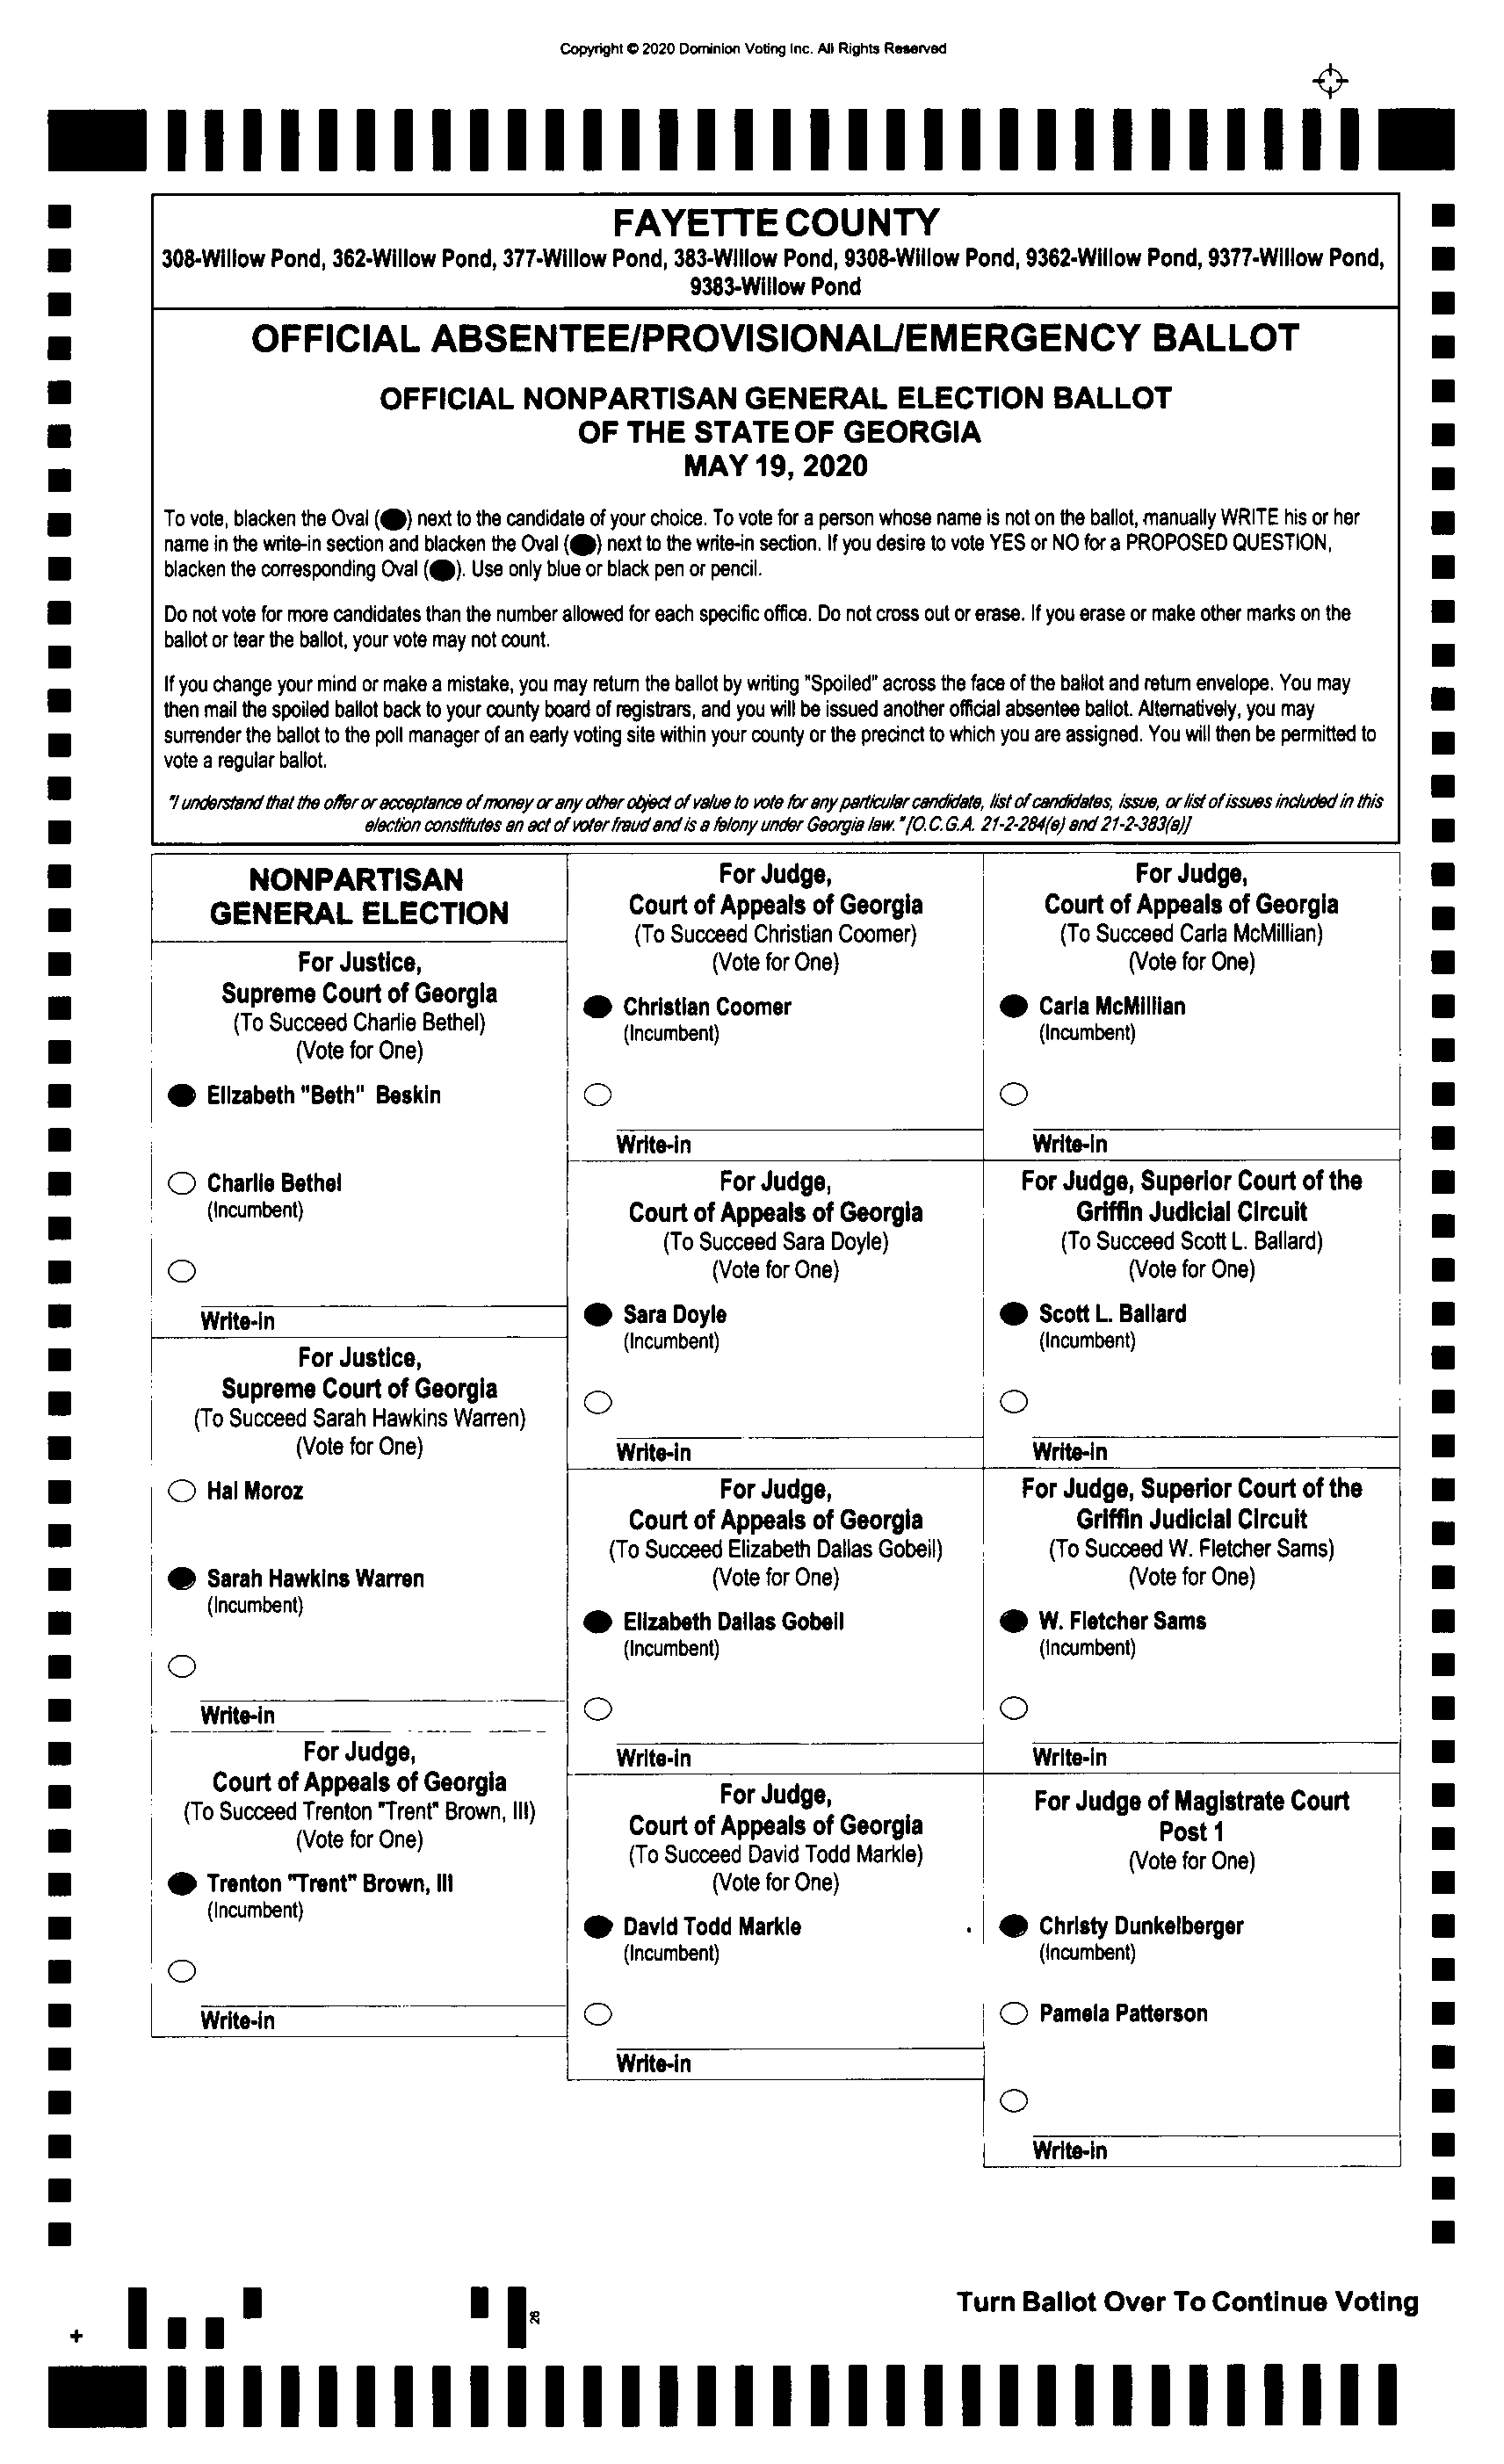 Copyright © 2020 Dominion Voting Inc. All Rights Reserved
FAYETTE COUNTY
308-Willow Pond, 362-Willow Pond, 377-Willow Pond, 383-Willow Pond, 9308-Willow Pond, 9362-Willow Pond, 9377-Willow Pond,
9383-Willow Pond
OFFICIAL ABSENTEE/PROVISIONAL/EMERGENCY BALLOT
OFFICIAL NONPARTISAN GENERAL ELECTION BALLOT
OF THE STATE OF GEORGIA
MAY 19, 2020
To vote, blacken the Oval (●) next to the candidate of your choice. To vote for a person whose name is not on the ballot, manually WRITE his or her
name in the write-in section and blacken the Oval (●) next to the write-in section. If you desire to vote YES or NO for a PROPOSED QUESTION,
blacken the corresponding Oval (●). Use only blue or black pen or pencil.
Do not vote for more candidates than the number allowed for each specific office. Do not cross out or erase. If you erase or make other marks on the
ballot or tear the ballot, your vote may not count.
If you change your mind or make a mistake, you may return the ballot by writing "Spoiled" across the face of the ballot and return envelope. You may
then mail the spoiled ballot back to your county board of registrars, and you will be issued another official absentee ballot. Alternatively, you may
surrender the ballot to the poll manager of an early voting site within your county or the precinct to which you are assigned. You will then be permitted to
vote a regular ballot.
"I understand that the offer or acceptance of money or any other object of value to vote for any particular candidate, list of candidates, issue, or list of issues included in this
election constitutes an act of voter fraud and is a felony under Georgia law." [O.C.G.A. 21-2-284(e) and 21-2-383(a)]
NONPARTISAN
GENERAL ELECTION
For Justice,
Supreme Court of Georgia
(To Succeed Charlie Bethel)
(Vote for One)
Elizabeth "Beth" Beskin
Charlie Bethel
(Incumbent)
Write-in
For Justice,
Supreme Court of Georgia
(To Succeed Sarah Hawkins Warren)
(Vote for One)
Hal Moroz
Sarah Hawkins Warren
(Incumbent)
Write-in
For Judge,
Court of Appeals of Georgia
(To Succeed Trenton "Trent" Brown, III)
(Vote for One)
Trenton "Trent" Brown, III
(Incumbent)
Write-in
For Judge,
Court of Appeals of Georgia
(To Succeed Christian Coomer)
(Vote for One)
Christian Coomer
(Incumbent)
Write-in
For Judge,
Court of Appeals of Georgia
(To Succeed Sara Doyle)
(Vote for One)
Sara Doyle
(Incumbent)
Write-in
For Judge,
Court of Appeals of Georgia
(To Succeed Elizabeth Dallas Gobeil)
(Vote for One)
Elizabeth Dallas Gobeil
(Incumbent)
Write-in
For Judge,
Court of Appeals of Georgia
(To Succeed David Todd Markle)
(Vote for One)
David Todd Markle
(Incumbent)
Write-in
For Judge,
Court of Appeals of Georgia
(To Succeed Carla McMillian)
(Vote for One)
Carla McMillian
(Incumbent)
Write-in
For Judge, Superior Court of the
Griffin Judicial Circuit
(To Succeed Scott L. Ballard)
(Vote for One)
Scott L. Ballard
(Incumbent)
Write-in
For Judge, Superior Court of the
Griffin Judicial Circuit
(To Succeed W. Fletcher Sams)
(Vote for One)
W. Fletcher Sams
(Incumbent)
Write-in
For Judge of Magistrate Court
Post 1
(Vote for One)
Christy Dunkelberger
(Incumbent)
Pamela Patterson
Write-in
Turn Ballot Over To Continue Voting
26